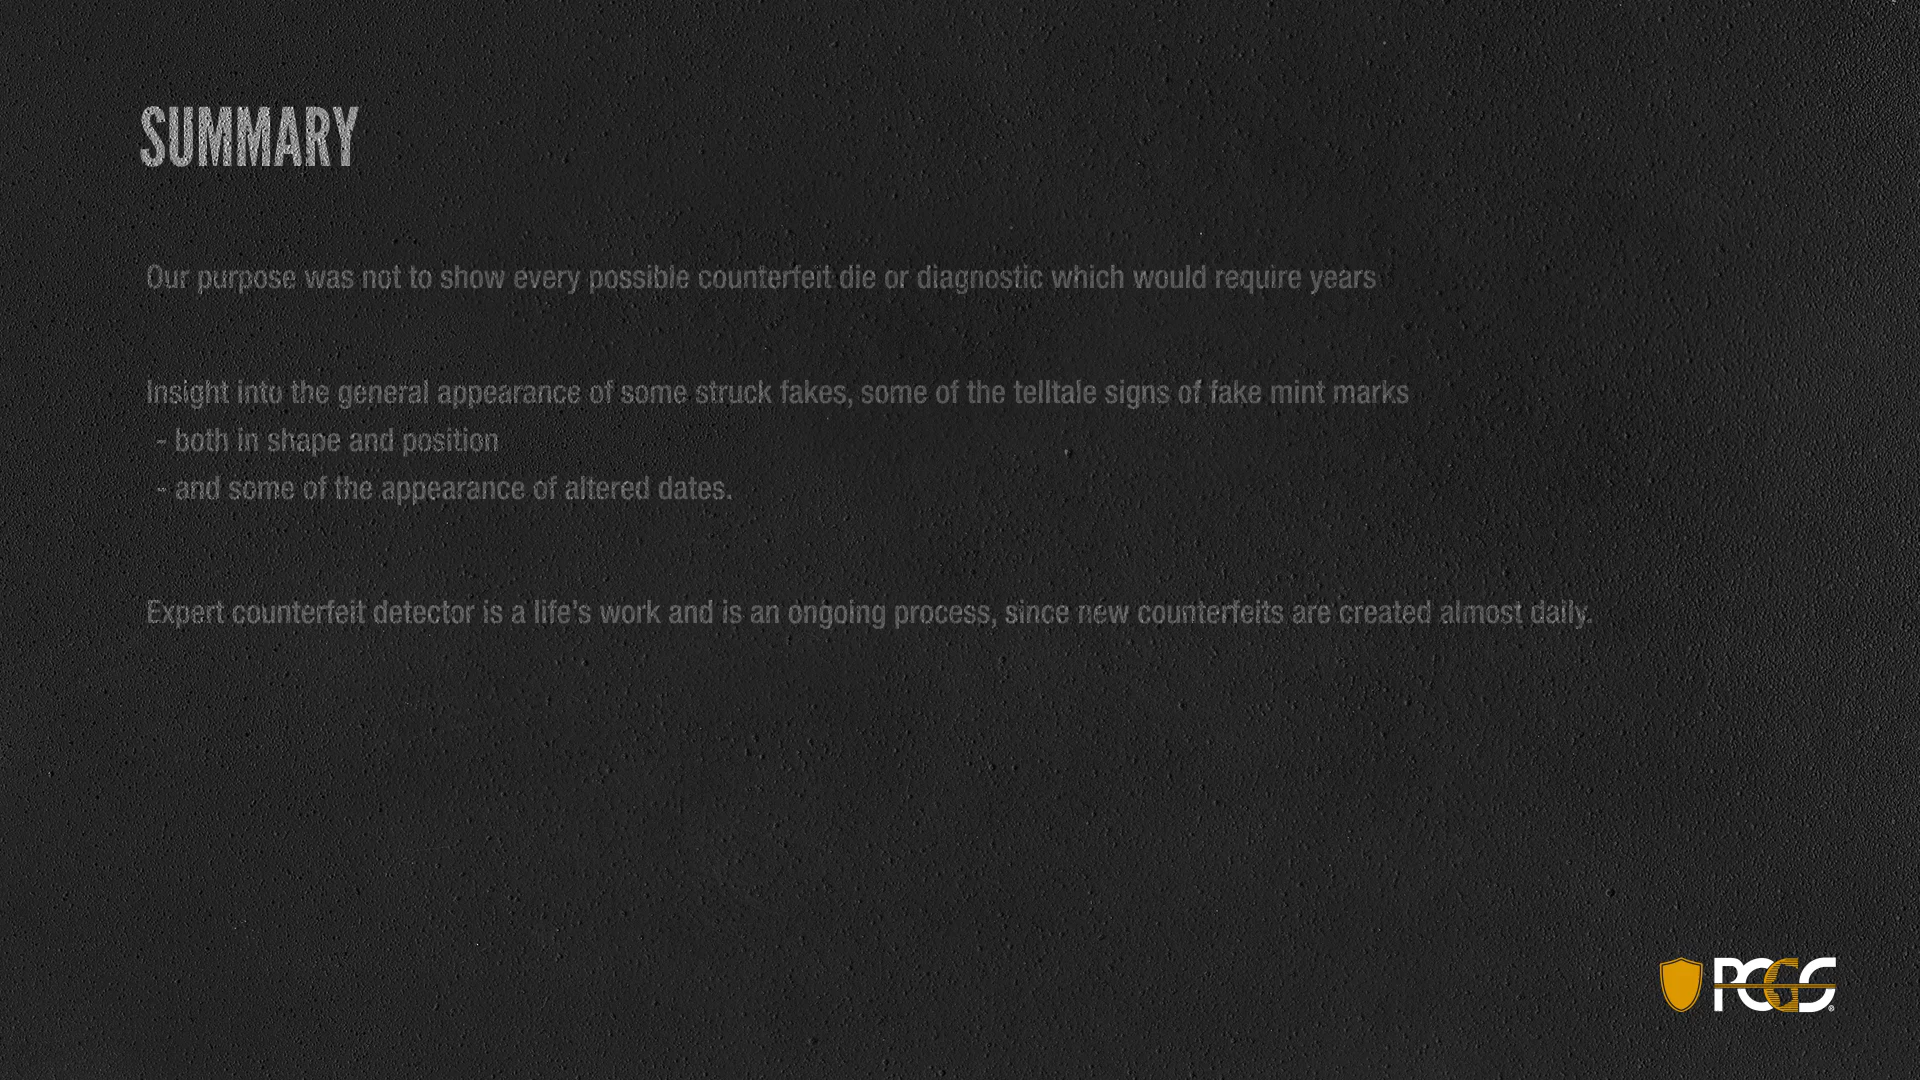 SUMMARY
Our purpose was not to show every possible counterfeit die or diagnostic which would require years
Insight into the general appearance of some struck fakes, some of the telltale signs of fake mint marks
- both in shape and position
- and some of the appearance of altered dates.
Expert counterfeit detector is a life's work and is an ongoing process, since new counterfeits are created almost daily.
PCGS®